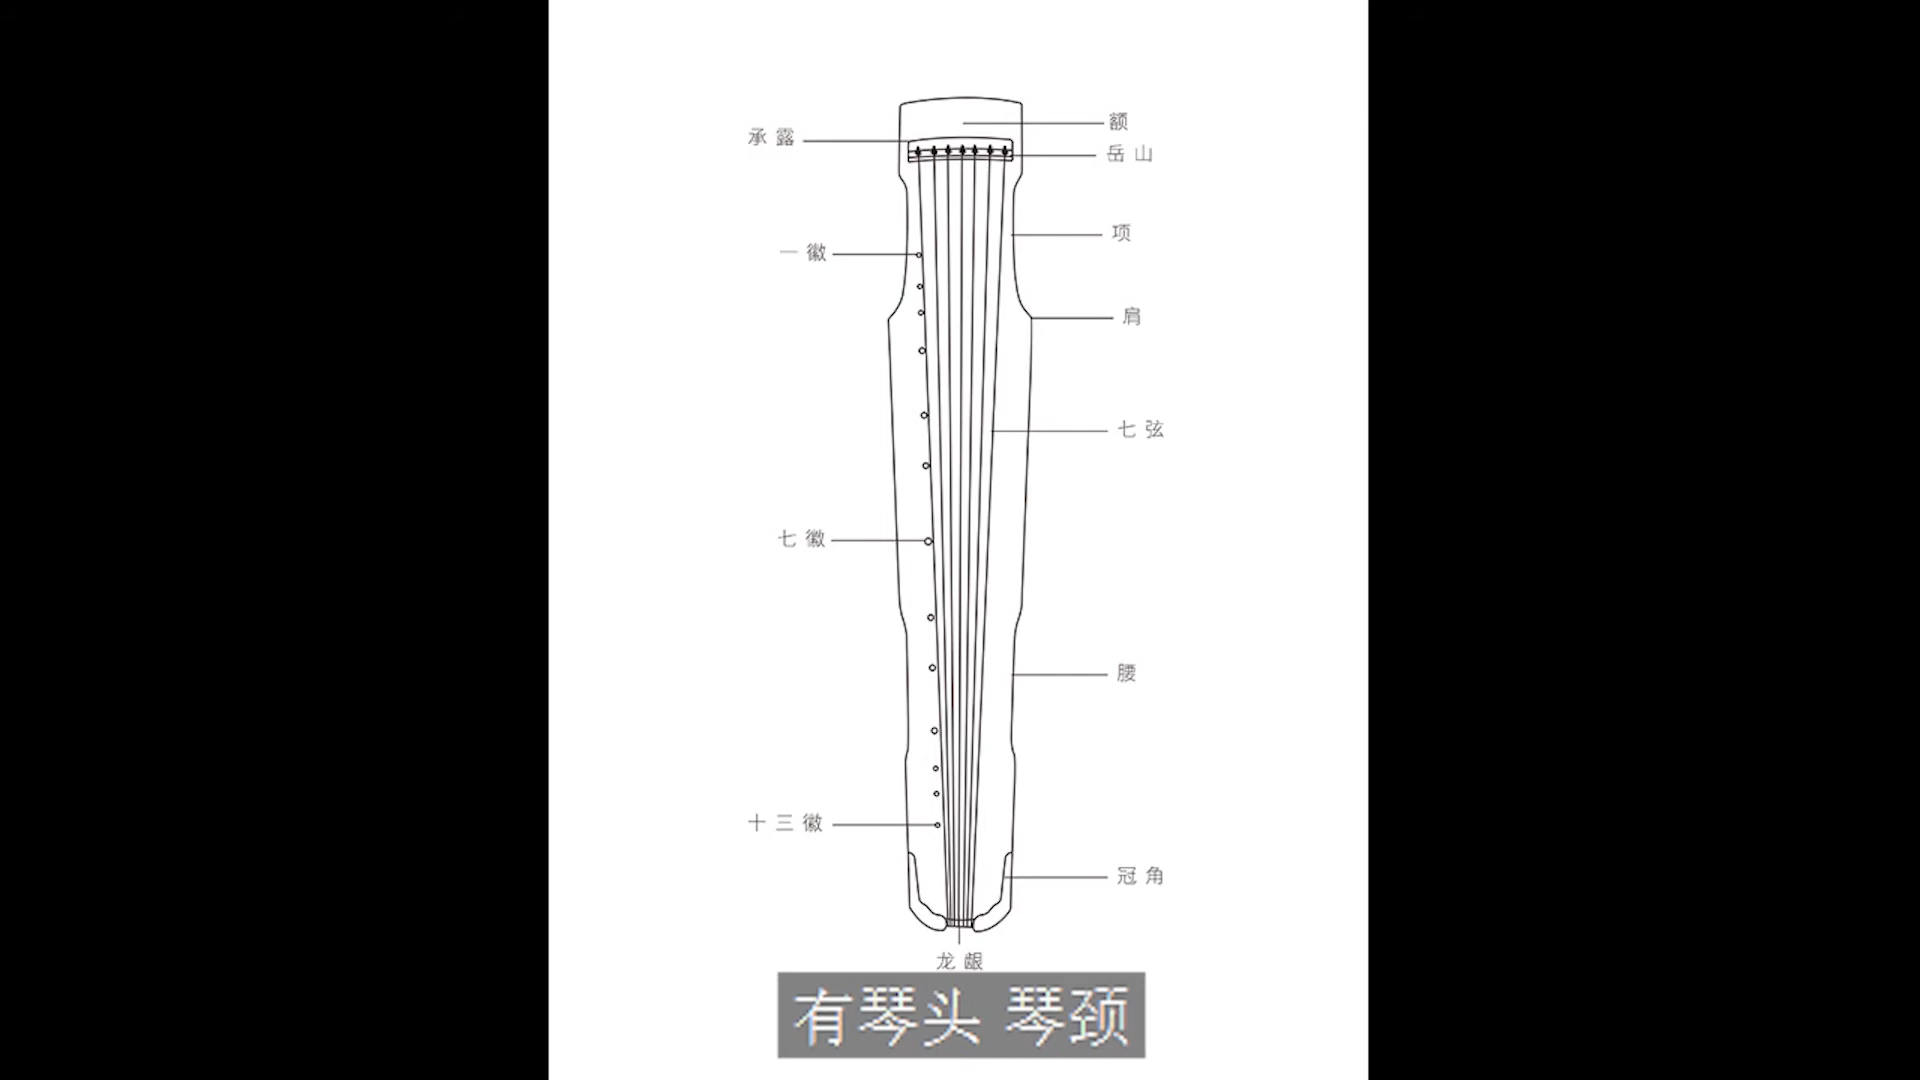 额
承露
岳山
项
一徽
肩
七弦
七徽
腰
十三徽
冠角
龙龈
有琴头 琴颈